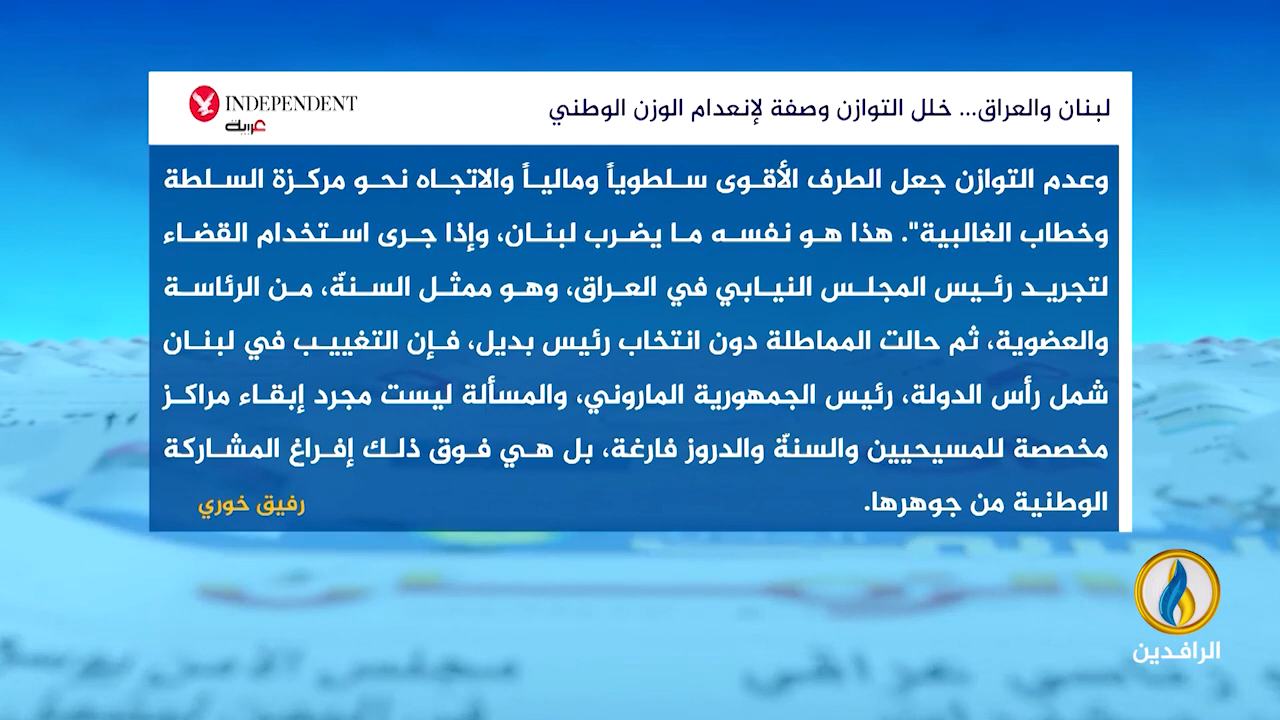 لبنان والعراق... خلل التوازن وصفة لإنعدام الوزن الوطني
INDEPENDENT
عربية
وعدم التوازن جعل الطرف الأقوى سلطوياً ومالياً والاتجاه نحو مركزة السلطة
وخطاب الغالبية". هذا هو نفسه ما يضرب لبنان، وإذا جرى استخدام القضاء
لتجريد رئيس المجلس النيابي في العراق، وهو ممثل السنّة، من الرئاسة
والعضوية، ثم حالت المماطلة دون انتخاب رئيس بديل، فإن التغييب في لبنان
شمل رأس الدولة، رئيس الجمهورية الماروني، والمسألة ليست مجرد إبقاء مراكز
مخصصة للمسيحيين والسنّة والدروز فارغة، بل هي فوق ذلك إفراغ المشاركة
الوطنية من جوهرها.
رفيق خوري
الرافدين
مجلس الأمن